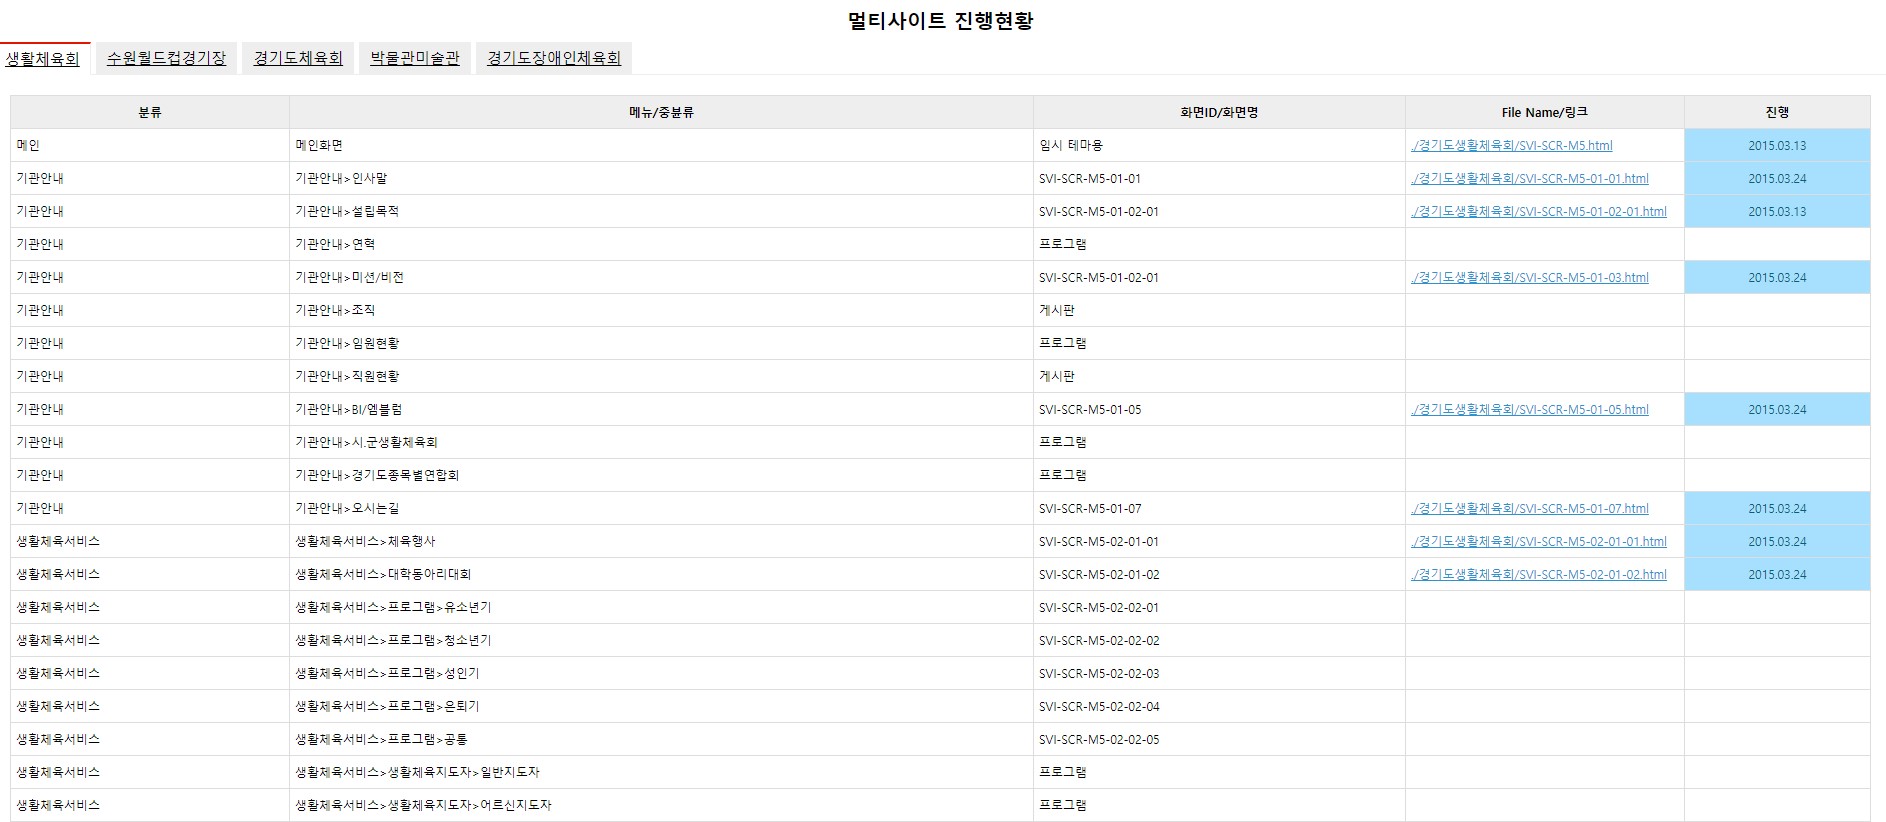 멀티사이트 진행현황
생활체육회 수원월드컵경기장 경기도체육회 박물관미술관 경기도장애인체육회
분류 메뉴/중분류 화면ID/화면명 File Name/링크 진행
메인 메인화면 임시 테마용 ./경기도생활체육회/SVI-SCR-M5.html 2015.03.13
기관안내 기관안내>인사말 SVI-SCR-M5-01-01 ./경기도생활체육회/SVI-SCR-M5-01-01.html 2015.03.24
기관안내 기관안내>설립목적 SVI-SCR-M5-01-02-01 ./경기도생활체육회/SVI-SCR-M5-01-02-01.html 2015.03.13
기관안내 기관안내>연혁 프로그램
기관안내 기관안내>미션/비전 SVI-SCR-M5-01-02-01 ./경기도생활체육회/SVI-SCR-M5-01-03.html 2015.03.24
기관안내 기관안내>조직 게시판
기관안내 기관안내>임원현황 프로그램
기관안내 기관안내>직원현황 게시판
기관안내 기관안내>BI/엠블럼 SVI-SCR-M5-01-05 ./경기도생활체육회/SVI-SCR-M5-01-05.html 2015.03.24
기관안내 기관안내>시.군생활체육회 프로그램
기관안내 기관안내>경기도종목별연합회 프로그램
기관안내 기관안내>오시는길 SVI-SCR-M5-01-07 ./경기도생활체육회/SVI-SCR-M5-01-07.html 2015.03.24
생활체육서비스 생활체육서비스>체육행사 SVI-SCR-M5-02-01-01 ./경기도생활체육회/SVI-SCR-M5-02-01-01.html 2015.03.24
생활체육서비스 생활체육서비스>대학동아리대회 SVI-SCR-M5-02-01-02 ./경기도생활체육회/SVI-SCR-M5-02-01-02.html 2015.03.24
생활체육서비스 생활체육서비스>프로그램>유소년기 SVI-SCR-M5-02-02-01
생활체육서비스 생활체육서비스>프로그램>청소년기 SVI-SCR-M5-02-02-02
생활체육서비스 생활체육서비스>프로그램>성인기 SVI-SCR-M5-02-02-03
생활체육서비스 생활체육서비스>프로그램>은퇴기 SVI-SCR-M5-02-02-04
생활체육서비스 생활체육서비스>프로그램>공통 SVI-SCR-M5-02-02-05
생활체육서비스 생활체육서비스>생활체육지도자>일반지도자 프로그램
생활체육서비스 생활체육서비스>생활체육지도자>어르신지도자 프로그램